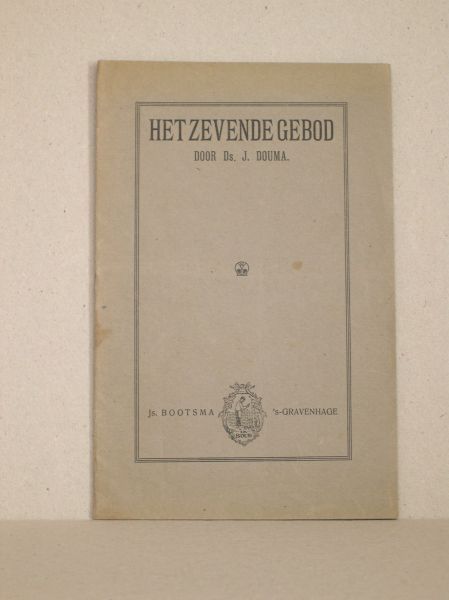 HET ZEVENDE GEBOD
DOOR Ds. J. DOUMA.
Js. BOOTSMA 's-GRAVENHAGE